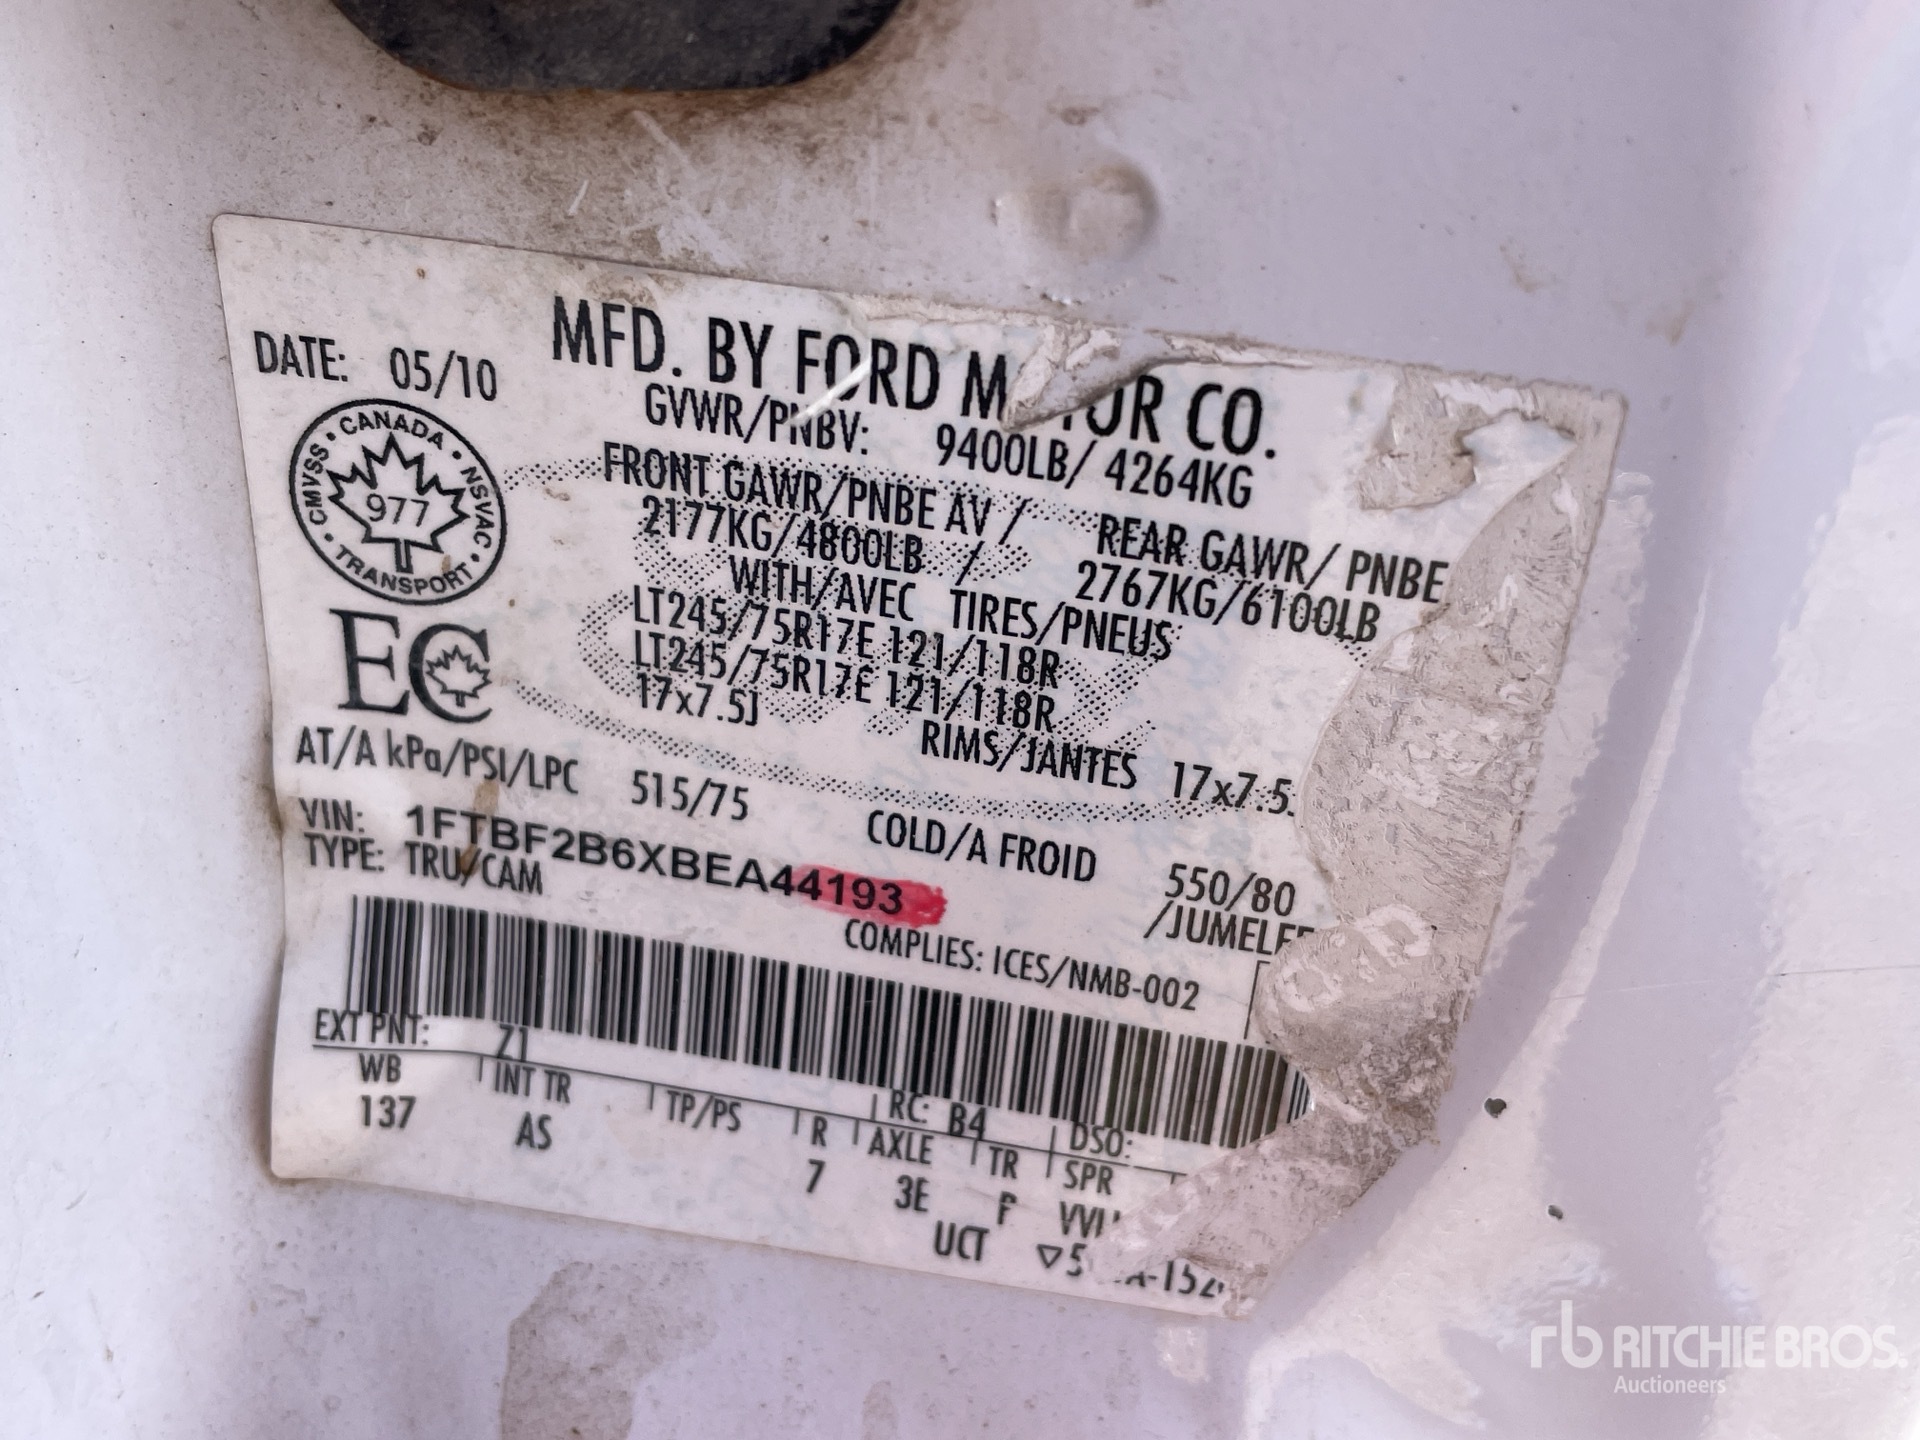 MFD. BY FORD CO.
DATE: 05/10
GVWR/PNBV: 9400LB/ 4264KG
CANADA • NSVAC • TRANSPORT • CMVSS •
977
FRONT GAWR/PNBE AV / REAR GAWR/ PNBE
2177KG/4800LB / 2767KG/6100LB
WITH/AVEC TIRES/PNEUS
LT245/75R17E 121/118R
LT245/75R17E 121/118R
17x7.5J RIMS/JANTES 17x7.5
EC
AT/A kPa/PSI/LPC 515/75 COLD/A FROID 550/80
VIN: 1FTBF2B6XBEA44193
TYPE: TRU/CAM /JUMELEE
COMPLIES: ICES/NMB-002
EXT PNT: Z1 RC: B4 DSO:
WB INT TR TP/PS R AXLE TR SPR
137 AS 7 3E
UCT
rb RITCHIE BROS.
Auctioneers